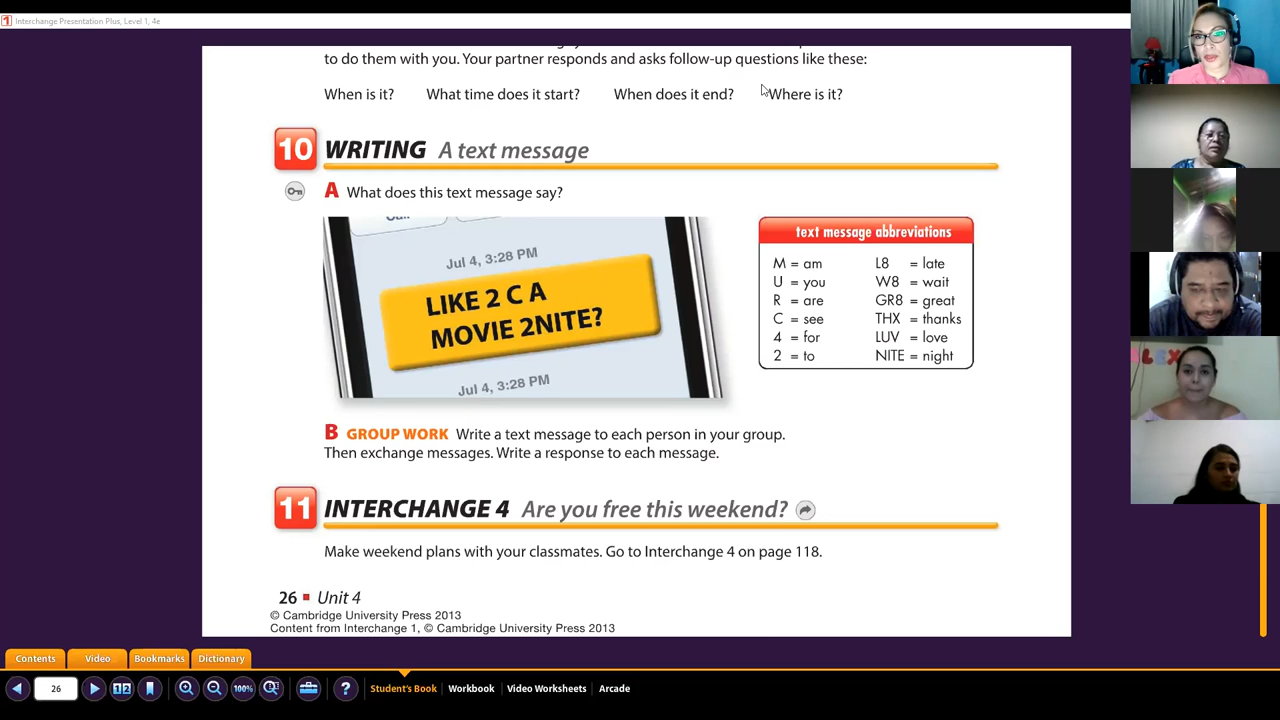 Interchange Presentation Plus, Level 1, 4e
to do them with you. Your partner responds and asks follow-up questions like these:
When is it? What time does it start? When does it end? Where is it?
10 WRITING A text message
A What does this text message say?
Jul 4, 3:28 PM
LIKE 2 C A
MOVIE 2NITE?
Jul 4, 3:28 PM
text message abbreviations
M = am L8 = late
U = you W8 = wait
R = are GR8 = great
C = see THX = thanks
4 = for LUV = love
2 = to NITE = night
B GROUP WORK Write a text message to each person in your group.
Then exchange messages. Write a response to each message.
11 INTERCHANGE 4 Are you free this weekend?
Make weekend plans with your classmates. Go to Interchange 4 on page 118.
26 ■ Unit 4
© Cambridge University Press 2013
Content from Interchange 1, © Cambridge University Press 2013
Contents Video Bookmarks Dictionary
26 12 100% ? Student's Book Workbook Video Worksheets Arcade